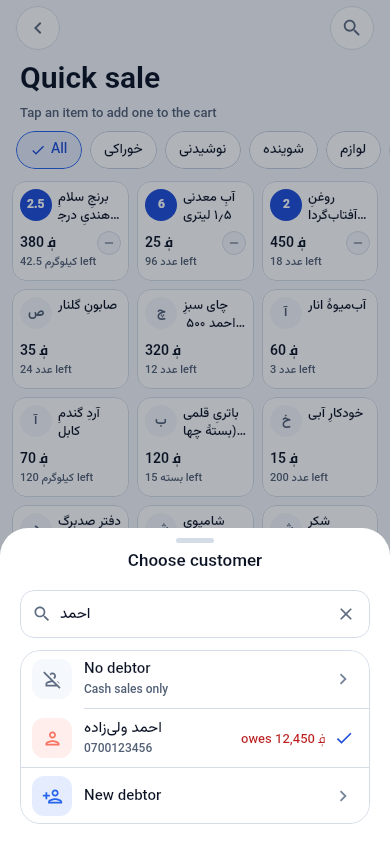 Quick sale
Tap an item to add one to the cart
All
خوراکی
نوشیدنی
شوینده
لوازم
2.5
برنج سلام
هندیِ درجـ...
380 ؋
42.5 کیلوگرم left
6
آب معدنی
۱٫۵ لیتری
25 ؋
96 عدد left
2
روغنِ
آفتاب‌گردا...
450 ؋
18 عدد left
ص
صابونِ گلنار
35 ؋
24 عدد left
چ
چای سبزِ
احمد ۵۰۰...
320 ؋
12 عدد left
آ
آب‌میوهٔ انار
60 ؋
3 عدد left
آ
آردِ گندمِ
کابل
70 ؋
120 کیلوگرم left
ب
باتریِ قلمی
(بستهٔ چها...
120 ؋
15 بسته left
خ
خودکارِ آبی
15 ؋
200 عدد left
دفترِ صدبرگ
شامپوی
شکر
Choose customer
احمد
No debtor
Cash sales only
احمد ولی‌زاده
0700123456
owes 12,450 ؋
New debtor